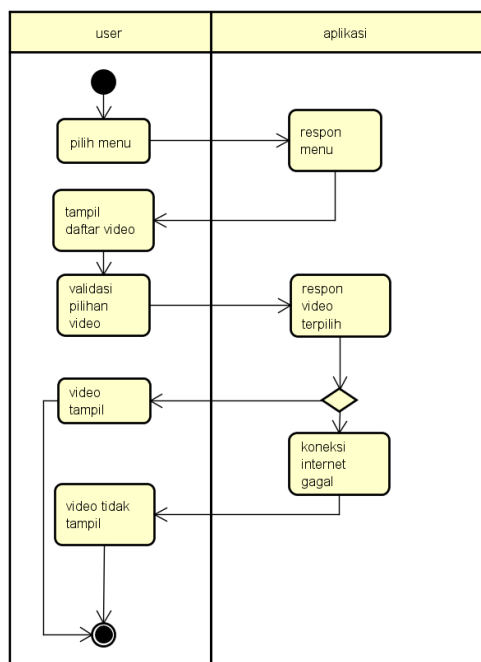 user
aplikasi
pilih menu
respon
menu
tampil
daftar video
validasi
pilihan
video
respon
video
terpilih
video
tampil
koneksi
internet
gagal
video tidak
tampil